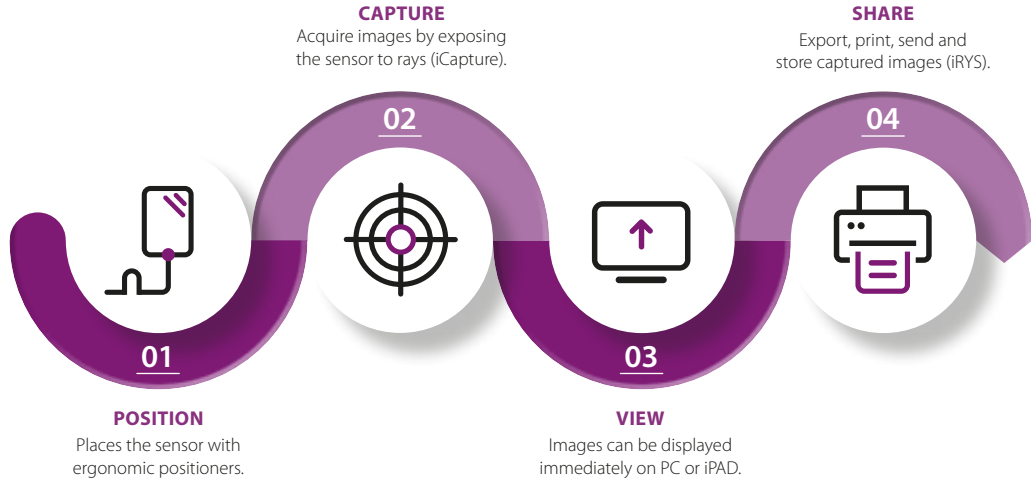 01
POSITION
Places the sensor with
ergonomic positioners.
CAPTURE
Acquire images by exposing
the sensor to rays (iCapture).
02
03
VIEW
Images can be displayed
immediately on PC or iPAD.
SHARE
Export, print, send and
store captured images (iRYS).
04